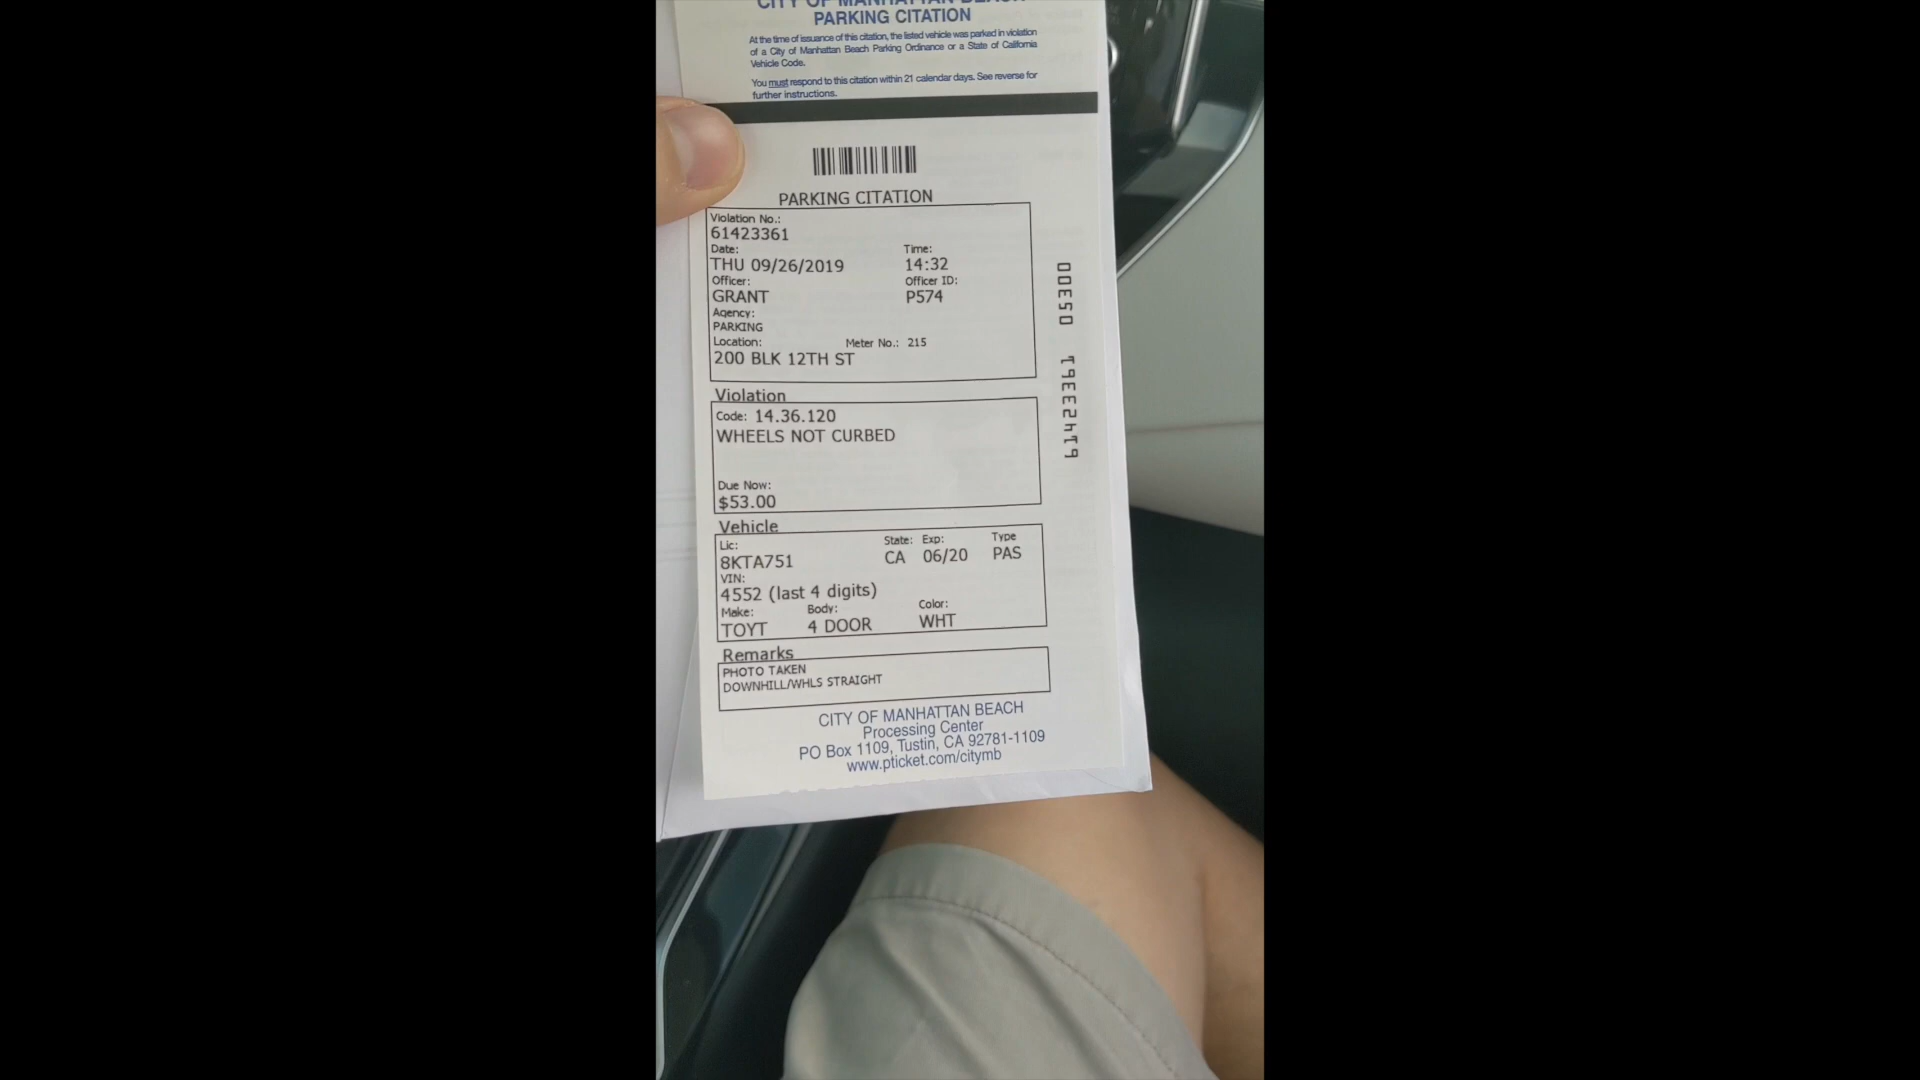 CITY OF MANHATTAN BEACH
PARKING CITATION
At the time of issuance of this citation, the listed vehicle was parked in violation
of a City of Manhattan Beach Parking Ordinance or a State of California
Vehicle Code.
You must respond to this citation within 21 calendar days. See reverse for
further instructions.
PARKING CITATION
Violation No.:
61423361
Date: Time:
THU 09/26/2019 14:32
Officer: Officer ID:
GRANT P574
Agency:
PARKING
Location: Meter No.: 215
200 BLK 12TH ST
Violation
Code: 14.36.120
WHEELS NOT CURBED
Due Now:
$53.00
Vehicle
Lic: State: Exp: Type
8KTA751 CA 06/20 PAS
VIN:
4552 (last 4 digits)
Make: Body: Color:
TOYT 4 DOOR WHT
Remarks
PHOTO TAKEN
DOWNHILL/WHLS STRAIGHT
CITY OF MANHATTAN BEACH
Processing Center
PO Box 1109, Tustin, CA 92781-1109
www.pticket.com/citymb
61423361 05300